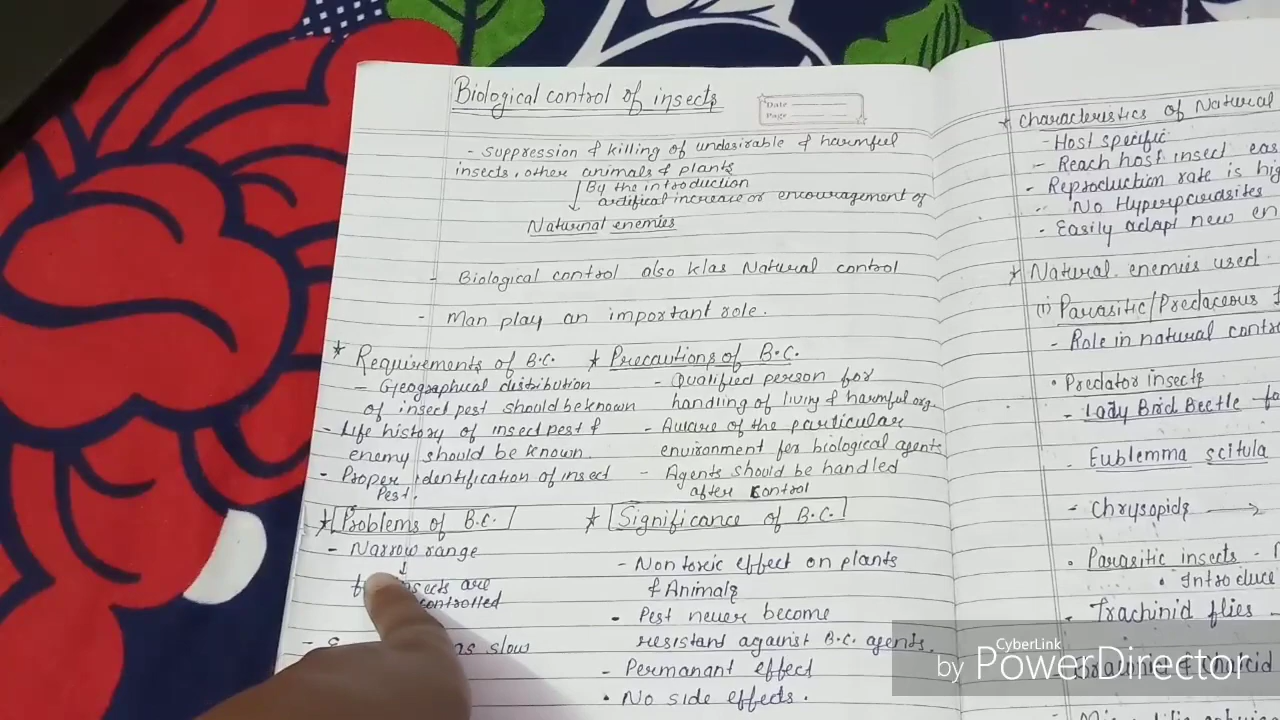 Biological control of insects
Date
Page
- suppression & killing of undesirable & harmful
insects, other animals & plants
↓ By the introduction
artifical increase or encouragement of
Naturnal enemies
- Biological control also k/as Natural control
- Man play an important role.
* Requirements of B.C.
- Geographical distribution
of insect pest should be known
- Life history of insect pest &
enemy should be known.
- Proper identification of insect
Pest.
* Precautions of B.C.
- Qualified person for
handling of living & harmful org.
- Aware of the particular
environment for biological agents
- Agents should be handled
after control
* Problems of B.C.
- Narrow range
↓
insects are
controlled
slow
* Significance of B.C.
- Non toxic effect on plants
& Animals
- Pest never become
resistant against B.C. agents.
- Permanant effect
• No side effects.
* Characteristics of Natural
- Host specific
- Reach host insect
- Reproduction rate is
- No Hyperparasites
- Easily adapt new
* Natural enemies used
(i) Parasitic/Predaceous
- Role in natural
• Predator insects
- Lady Brid Beetle
- Eublemma scitula
- Chrysopids →
• Parasitic insects -
• Introduce
- Trachinid flies -
CyberLink
by PowerDirector